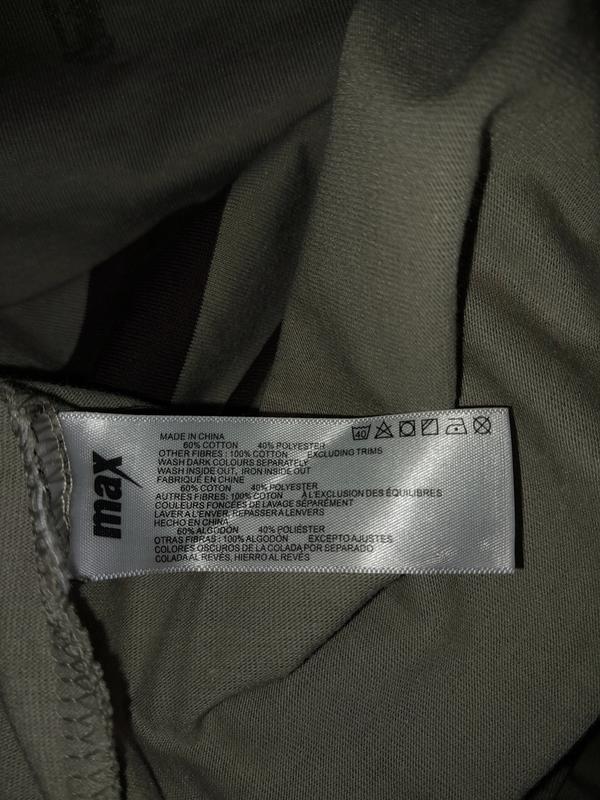 max
40
MADE IN CHINA
60% COTTON 40% POLYESTER
OTHER FIBRES : 100% COTTON EXCLUDING TRIMS
WASH DARK COLOURS SEPARATELY
WASH INSIDE OUT, IRON INSIDE OUT
FABRIQUÉ EN CHINE
60% COTON 40% POLYESTER
AUTRES FIBRES: 100% COTON À L'EXCLUSION DES ÉQUILIBRES
COULEURS FONCÉES DE LAVAGE SÉPARÉMENT
LAVER A L'ENVER, REPASSER A L'ENVERS
HECHO EN CHINA
60% ALGODÓN 40% POLIÉSTER
OTRAS FIBRAS : 100% ALGODÓN EXCEPTO AJUSTES
COLORES OSCUROS DE LA COLADA POR SEPARADO
COLADA AL REVÉS, HIERRO AL REVÉS